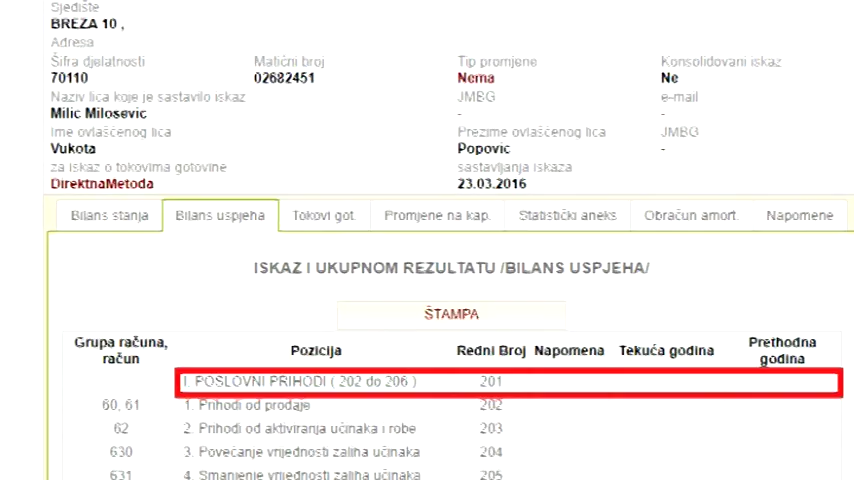 Sjedište
BREZA 10 ,
Adresa
Šifra djelatnosti Matični broj Tip promjene Konsolidovani iskaz
70110 02682451 Nema Ne
Naziv lica koje je sastavilo iskaz JMBG e-mail
Milic Milosevic - -
Ime ovlašćenog lica Prezime ovlašćenog lica JMBG
Vukota Popovic -
za iskaz o tokovima gotovine sastavljanja iskaza
DirektnaMetoda 23.03.2016
Bilans stanja Bilans uspjeha Tokovi got. Promjene na kap. Statistički aneks Obračun amort. Napomene
ISKAZ I UKUPNOM REZULTATU /BILANS USPJEHA/
ŠTAMPA
Grupa računa, račun Pozicija Redni Broj Napomena Tekuća godina Prethodna godina
I. POSLOVNI PRIHODI ( 202 do 206 ) 201
60, 61 1. Prihodi od prodaje 202
62 2. Prihodi od aktiviranja učinaka i robe 203
630 3. Povećanje vrijednosti zaliha učinaka 204
631 4. Smanjenje vrijednosti zaliha učinaka 205